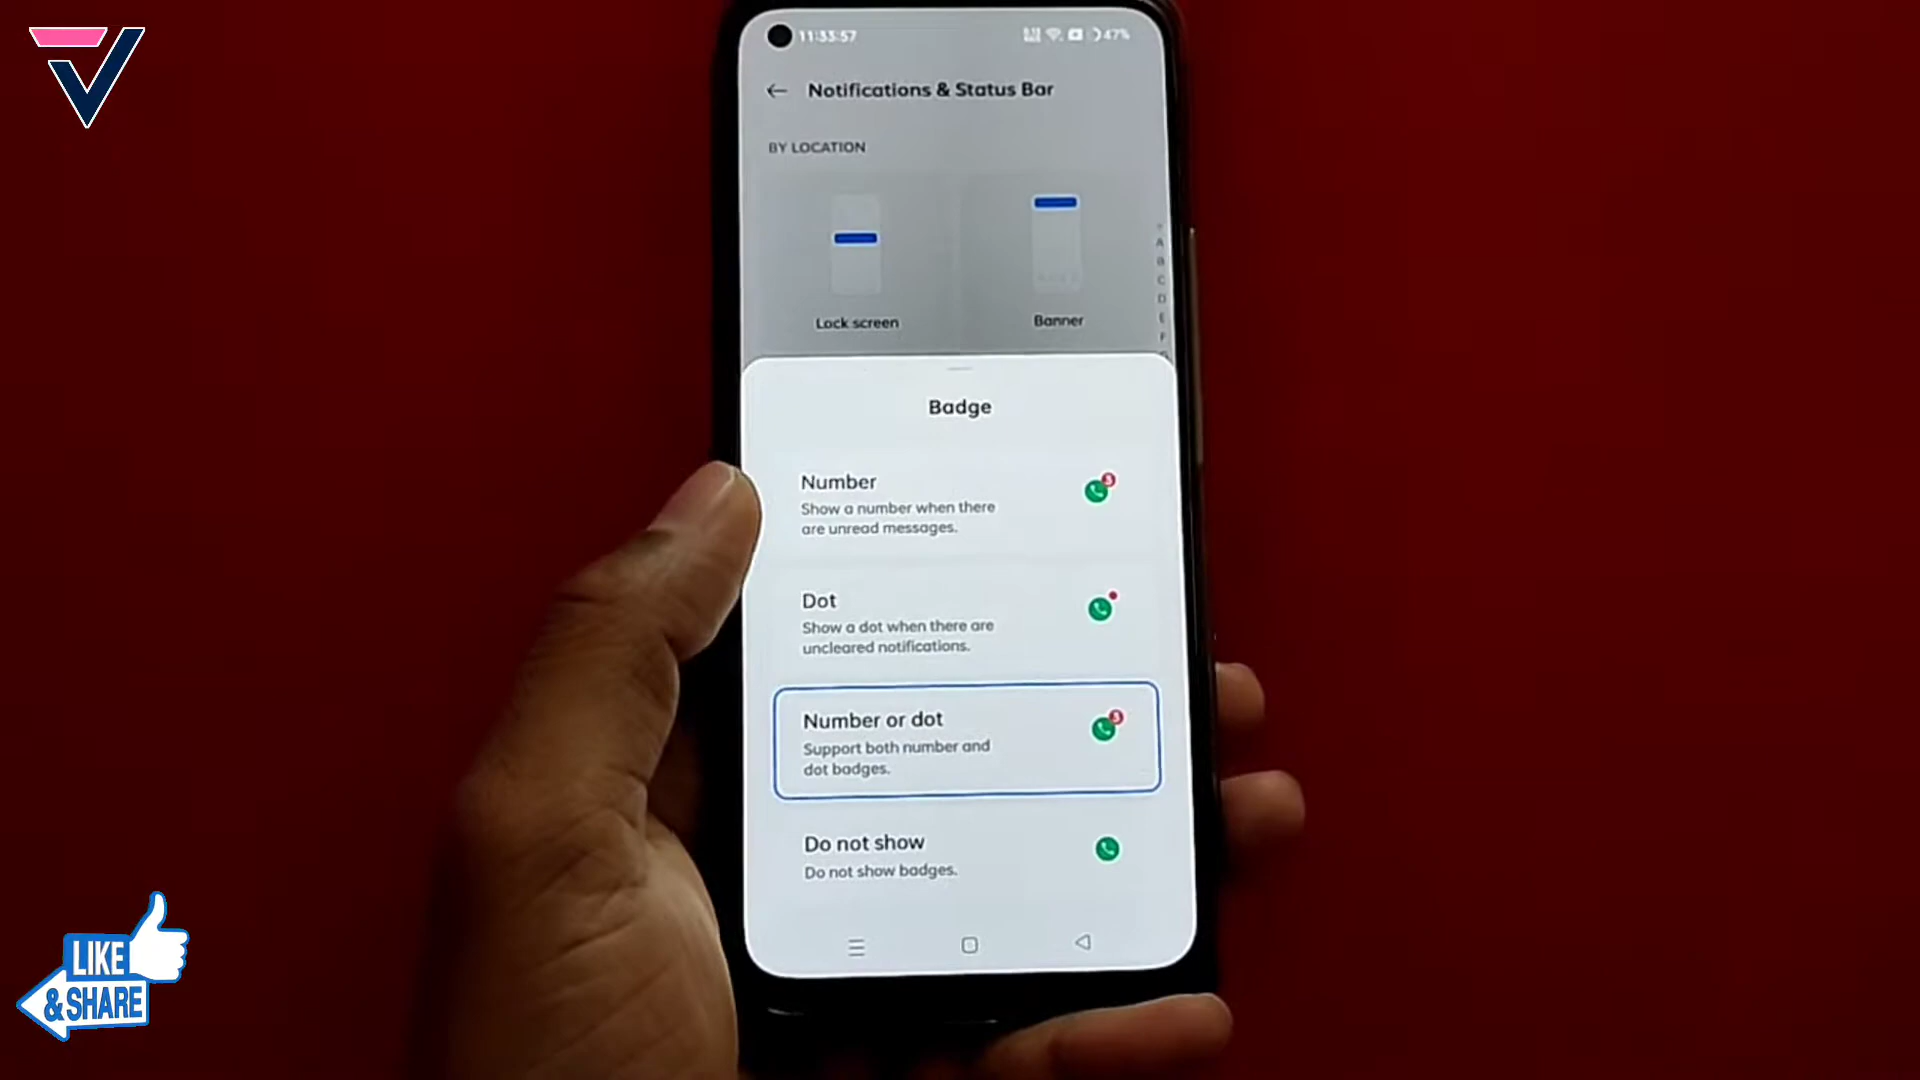 11:33:57
47%
Notifications & Status Bar
BY LOCATION
A
B
C
D
E
F
Lock screen
Banner
Badge
Number
3
Show a number when there
are unread messages.
Dot
Show a dot when there are
uncleared notifications.
Number or dot
3
Support both number and
dot badges.
Do not show
Do not show badges.
LIKE
& SHARE